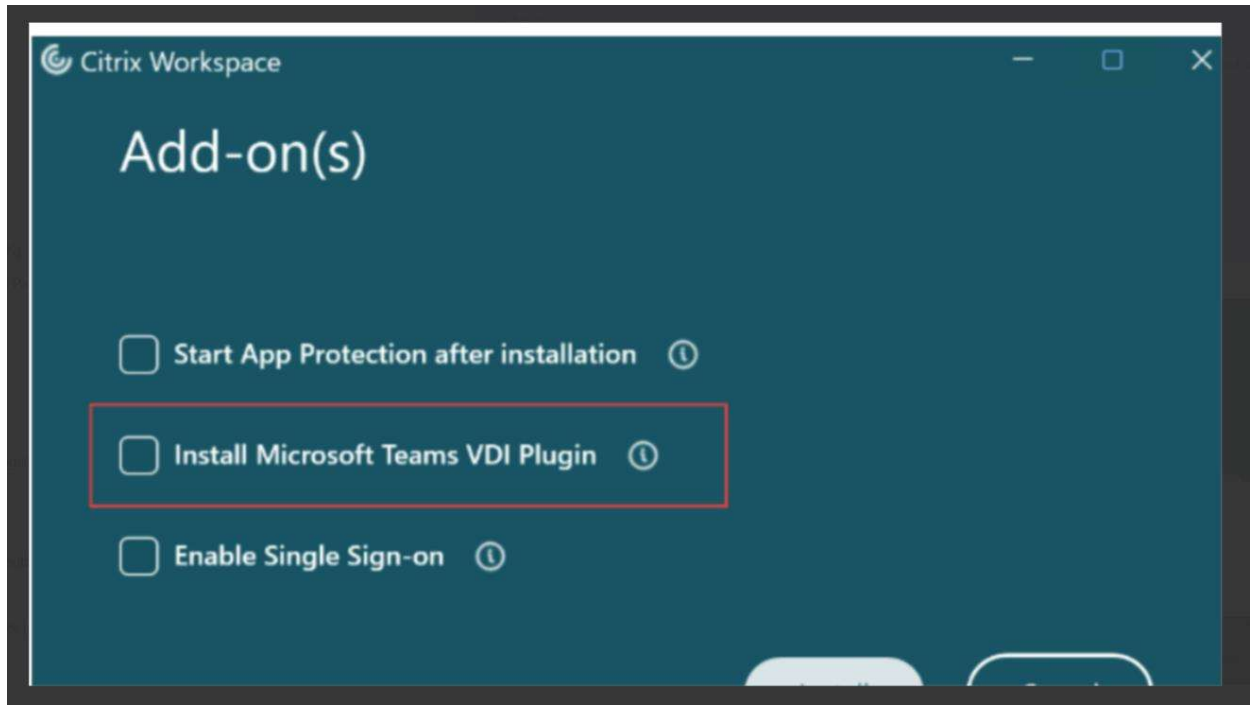 Citrix Workspace
Add-on(s)
Start App Protection after installation
Install Microsoft Teams VDI Plugin
Enable Single Sign-on